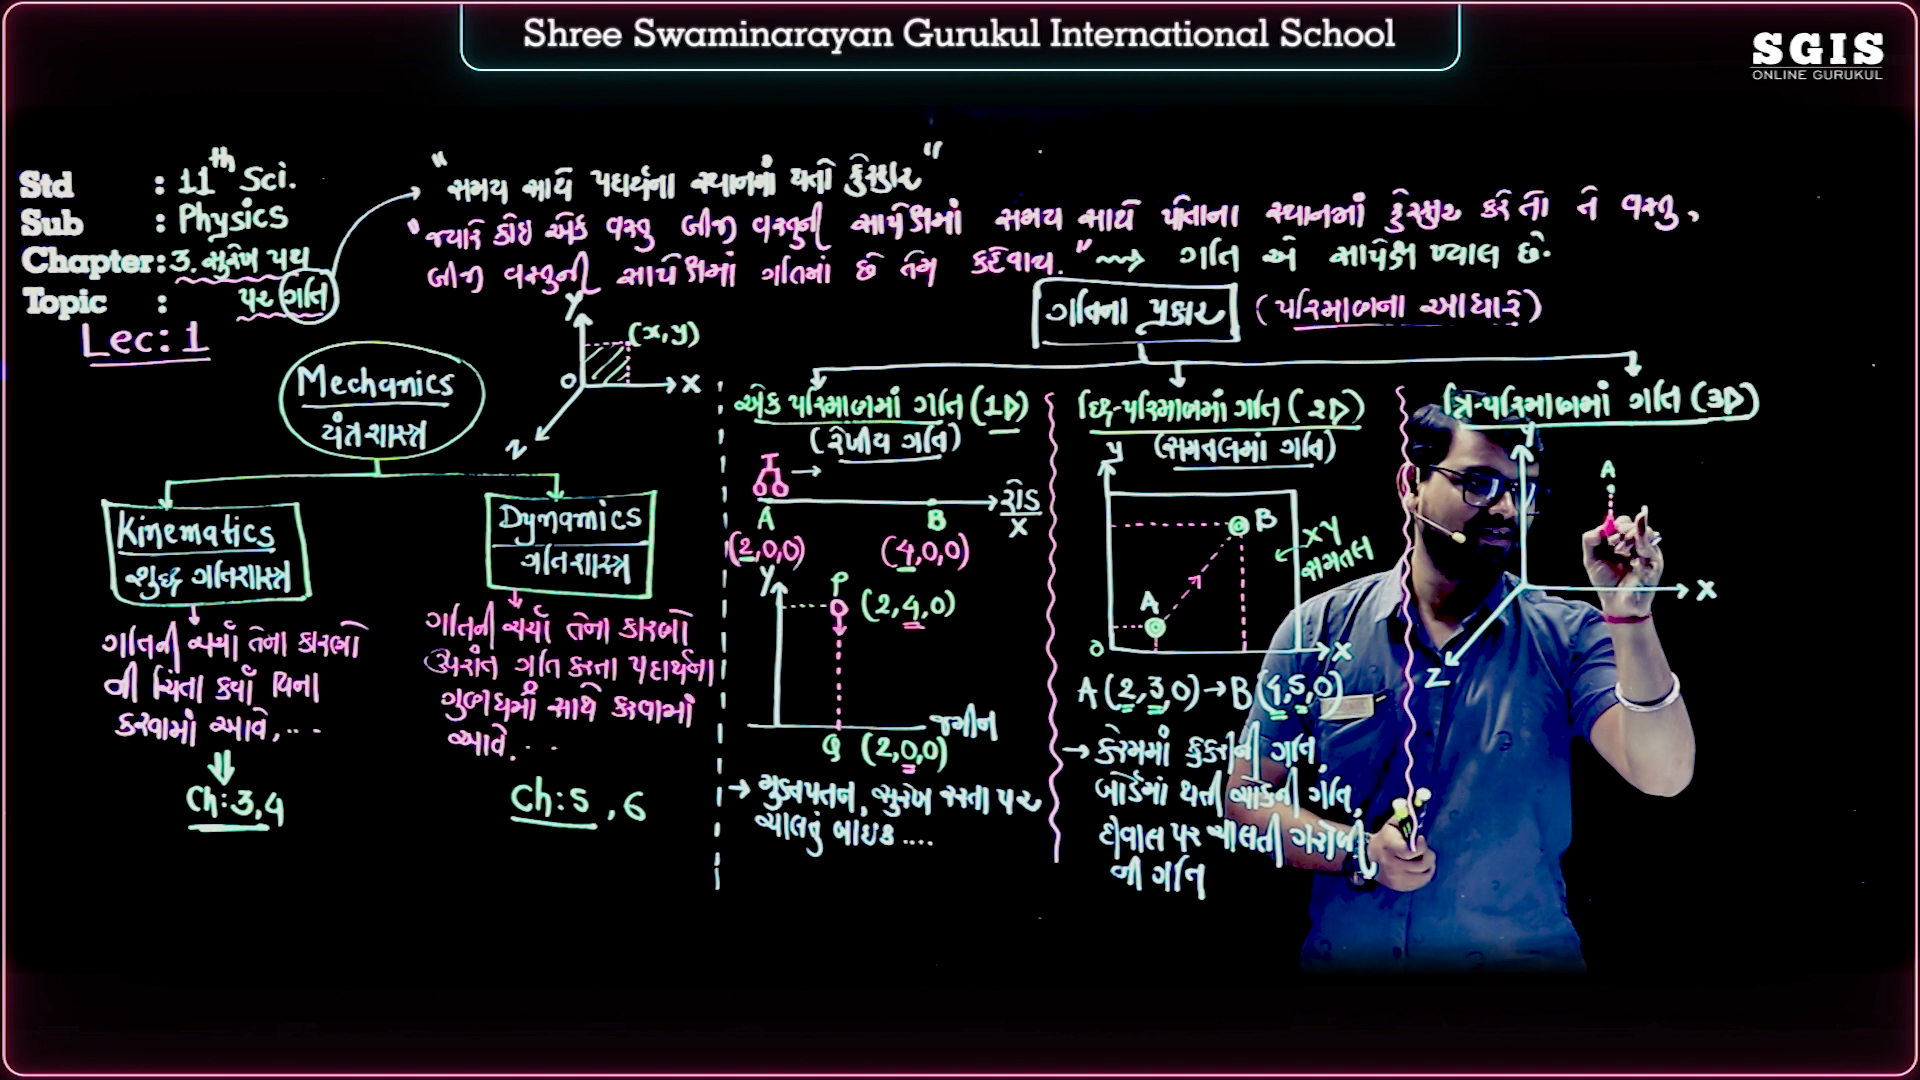 Shree Swaminarayan Gurukul International School
SGIS
ONLINE GURUKUL
Std : 11th Sci.
Sub : Physics
Chapter: 3. સુરેખ પથ
Topic : પર ગતિ
Lec: 1
"સમય સાથે પદાર્થના સ્થાનમાં થતો ફેરફાર"
"જ્યારે કોઇ એક વસ્તુ બીજી વસ્તુની સાપેક્ષમાં સમય સાથે પોતાના સ્થાનમાં ફેરફાર કરે તો તે વસ્તુ,
બીજી વસ્તુની સાપેક્ષમાં ગતિમાં છે તેમ કહેવાય." ⇝ ગતિ એ સાપેક્ષ ખ્યાલ છે.
Mechanics
યંત્રશાસ્ત્ર
Y
(x,y)
O
X
Z
Kinematics
શુદ્ધ ગતિશાસ્ત્ર
ગતિની ચર્ચા તેના કારણો
ની ચિંતા કર્યા વિના
કરવામાં આવે,...
Ch: 3,4
Dynamics
ગતિશાસ્ત્ર
ગતિની ચર્ચા તેના કારણો
ઉપરાંત ગતિ કરતા પદાર્થના
ગુણધર્મો સાથે કરવામાં
આવે. ..
Ch: 5 , 6
ગતિના પ્રકાર (પરિમાણના આધારે)
એક પરિમાણમાં ગતિ (1D)
(રેખીય ગતિ)
રોડ
X
A B
(2,0,0) (4,0,0)
Y
P
(2,4,0)
જમીન
Q (2,0,0)
→ મુક્તપતન, સુરેખ રસ્તા પર
ચાલતું બાઇક ....
દ્વિ-પરિમાણમાં ગતિ (2D)
(સમતલમાં ગતિ)
y
B
XY
સમતલ
A
O
X
A (2,3,0) → B (4,5,0)
→ કેરમમાં કુકરીની ગતિ,
બોર્ડમાં થતી ચોકની ગતિ,
દીવાલ પર ચાલતી ગરોળી
ની ગતિ
ત્રિ-પરિમાણમાં ગતિ (3D)
Y
A
X
Z